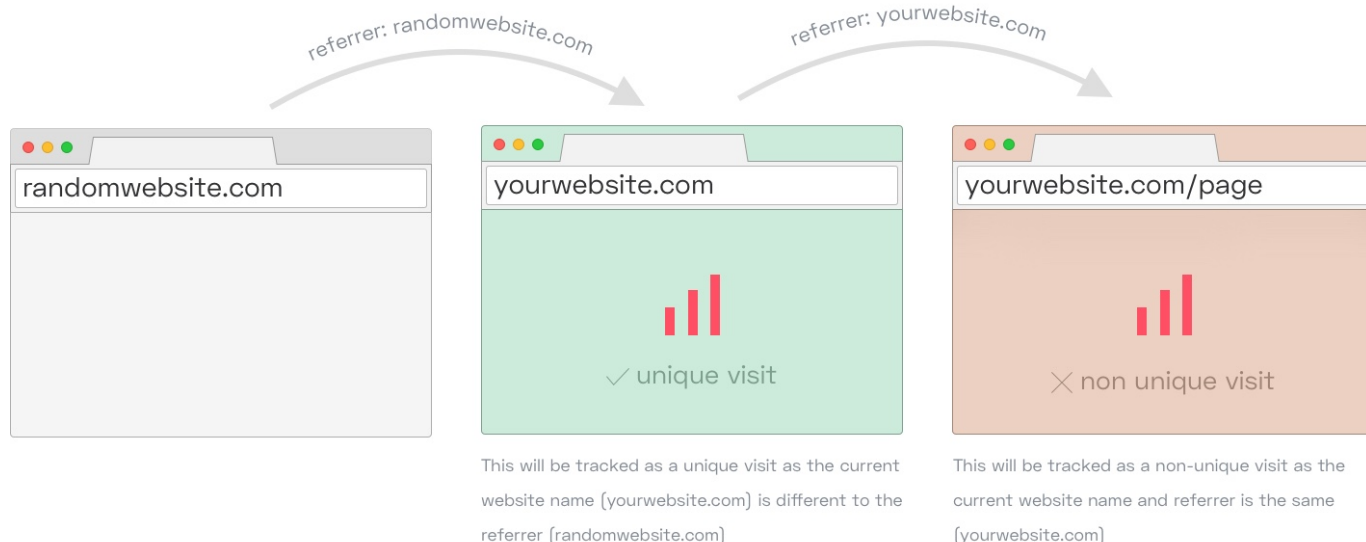 referrer: randomwebsite.com
referrer: yourwebsite.com
randomwebsite.com
yourwebsite.com
yourwebsite.com/page
unique visit
non unique visit
This will be tracked as a unique visit as the current
website name (yourwebsite.com) is different to the
referrer (randomwebsite.com)
This will be tracked as a non-unique visit as the
current website name and referrer is the same
(yourwebsite.com)